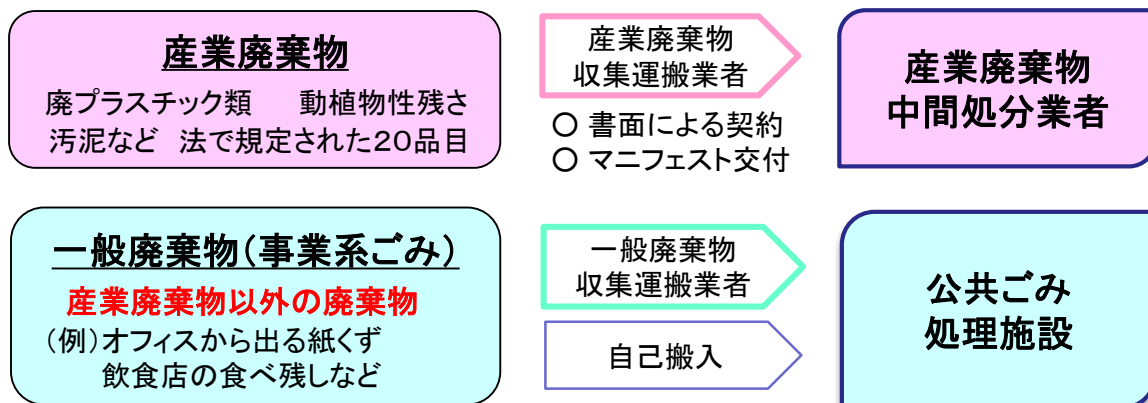 産業廃棄物
廃プラスチック類　動植物性残さ
汚泥など　法で規定された20品目
産業廃棄物
収集運搬業者
○ 書面による契約
○ マニフェスト交付
産業廃棄物
中間処分業者
一般廃棄物(事業系ごみ)
産業廃棄物以外の廃棄物
(例)オフィスから出る紙くず
飲食店の食べ残しなど
一般廃棄物
収集運搬業者
自己搬入
公共ごみ
処理施設